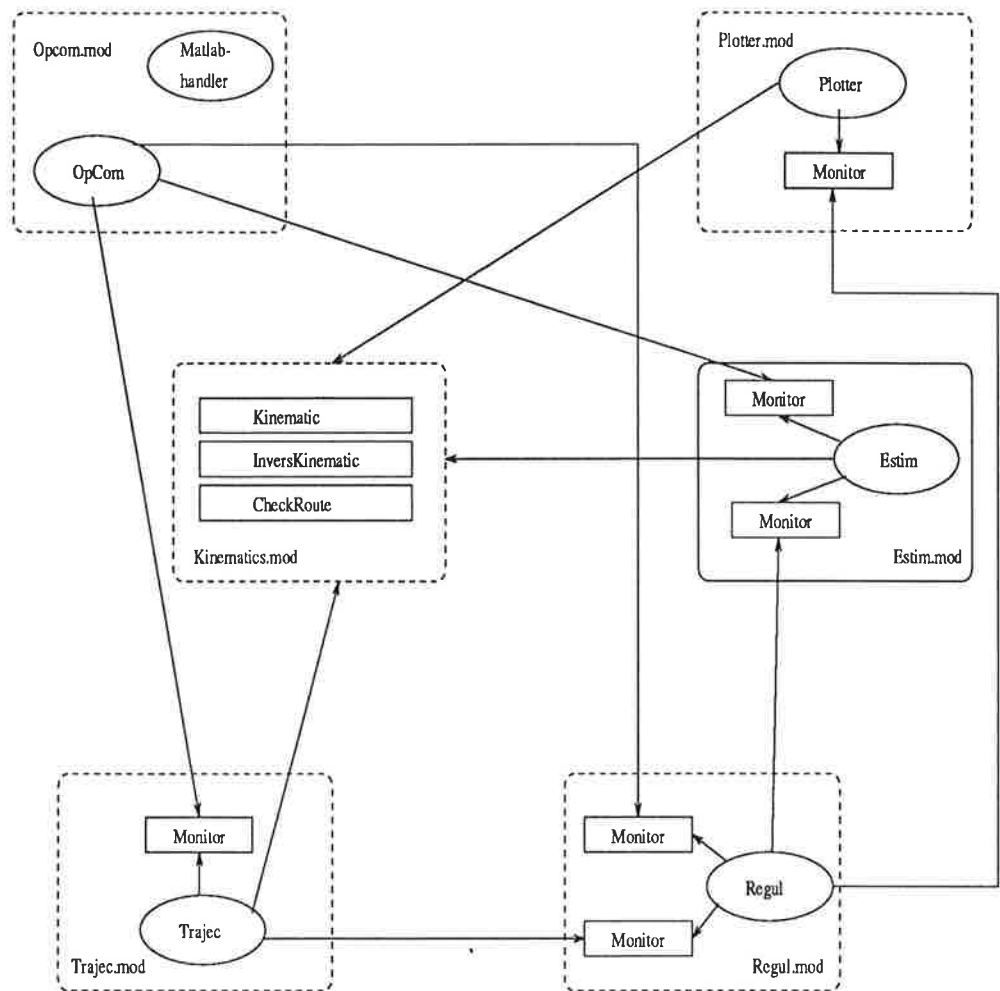 Opcom.mod
Matlab-
handler
OpCom
Plotter.mod
Plotter
Monitor
Kinematic
InversKinematic
CheckRoute
Kinematics.mod
Monitor
Estim
Monitor
Estim.mod
Monitor
Trajec
Trajec.mod
Monitor
Regul
Monitor
Regul.mod